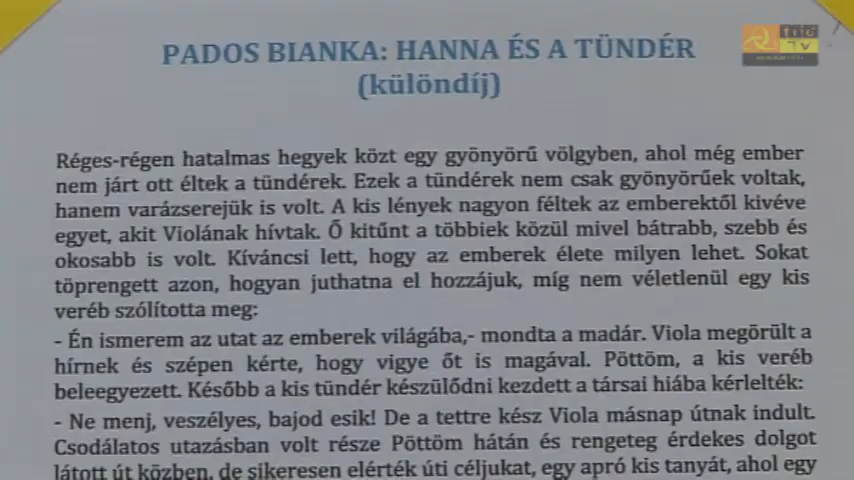 PADOS BIANKA: HANNA ÉS A TÜNDÉR
(különdíj)
Réges-régen hatalmas hegyek közt egy gyönyörű völgyben, ahol még ember
nem járt ott éltek a tündérek. Ezek a tündérek nem csak gyönyörűek voltak,
hanem varázserejük is volt. A kis lények nagyon féltek az emberektől kivéve
egyet, akit Violának hívtak. Ő kitűnt a többiek közül mivel bátrabb, szebb és
okosabb is volt. Kíváncsi lett, hogy az emberek élete milyen lehet. Sokat
töprengett azon, hogyan juthatna el hozzájuk, míg nem véletlenül egy kis
veréb szólította meg:
- Én ismerem az utat az emberek világába,- mondta a madár. Viola megörült a
hírnek és szépen kérte, hogy vigye őt is magával. Pöttöm, a kis veréb
beleegyezett. Később a kis tündér készülődni kezdett a társai hiába kérlelték:
- Ne menj, veszélyes, bajod esik! De a tettre kész Viola másnap útnak indult.
Csodálatos utazásban volt része Pöttöm hátán és rengeteg érdekes dolgot
látott út közben, de sikeresen elérték úti céljukat, egy apró kis tanyát, ahol egy